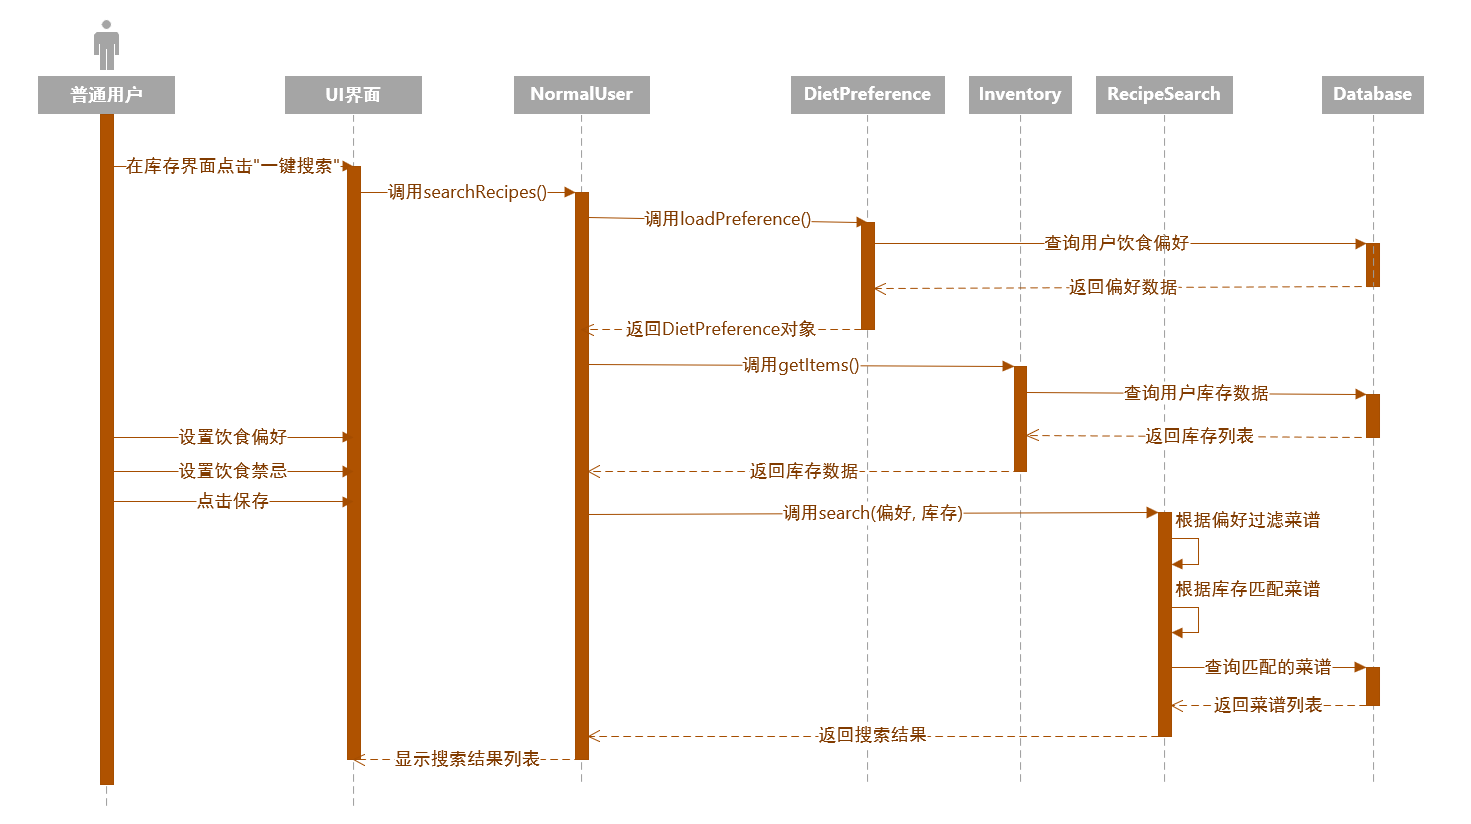 普通用户
UI界面
NormalUser
DietPreference
Inventory
RecipeSearch
Database
在库存界面点击"一键搜索"
调用searchRecipes()
调用loadPreference()
查询用户饮食偏好
返回偏好数据
返回DietPreference对象
调用getItems()
查询用户库存数据
设置饮食偏好
返回库存列表
设置饮食禁忌
返回库存数据
点击保存
调用search(偏好, 库存)
根据偏好过滤菜谱
根据库存匹配菜谱
查询匹配的菜谱
返回菜谱列表
返回搜索结果
显示搜索结果列表